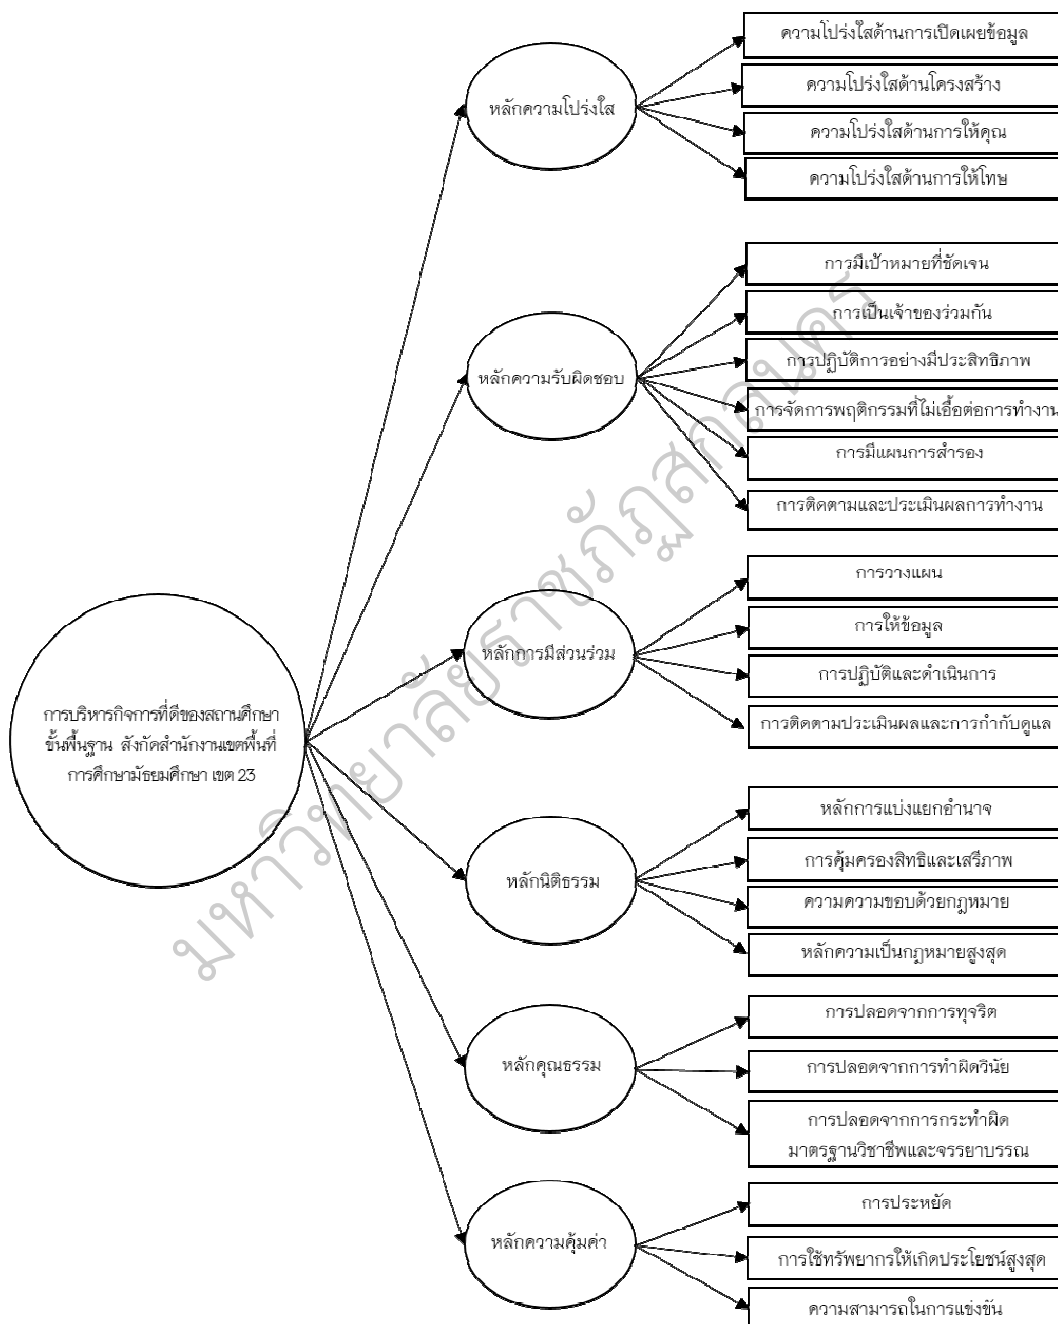 หลักความโปร่งใส
ความโปร่งใสด้านการเปิดเผยข้อมูล
ความโปร่งใสด้านโครงสร้าง
ความโปร่งใสด้านการให้คุณ
ความโปร่งใสด้านการให้โทษ
หลักความรับผิดชอบ
การมีเป้าหมายที่ชัดเจน
การเป็นเจ้าของร่วมกัน
การปฏิบัติการอย่างมีประสิทธิภาพ
การจัดการพฤติกรรมที่ไม่เอื้อต่อการทำงาน
การมีแผนการสำรอง
การติดตามและประเมินผลการทำงาน
การบริหารกิจการที่ดีของสถานศึกษา
ขั้นพื้นฐาน สังกัดสำนักงานเขตพื้นที่
การศึกษามัธยมศึกษา เขต 23
หลักการมีส่วนร่วม
การวางแผน
การให้ข้อมูล
การปฏิบัติและดำเนินการ
การติดตามประเมินผลและการกำกับดูแล
หลักนิติธรรม
หลักการแบ่งแยกอำนาจ
การคุ้มครองสิทธิและเสรีภาพ
ความความชอบด้วยกฎหมาย
หลักความเป็นกฎหมายสูงสุด
หลักคุณธรรม
การปลอดจากการทุจริต
การปลอดจากการทำผิดวินัย
การปลอดจากการกระทำผิด
มาตรฐานวิชาชีพและจรรยาบรรณ
หลักความคุ้มค่า
การประหยัด
การใช้ทรัพยากรให้เกิดประโยชน์สูงสุด
ความสามารถในการแข่งขัน
มหาวิทยาลัยราชภัฏสกลนคร